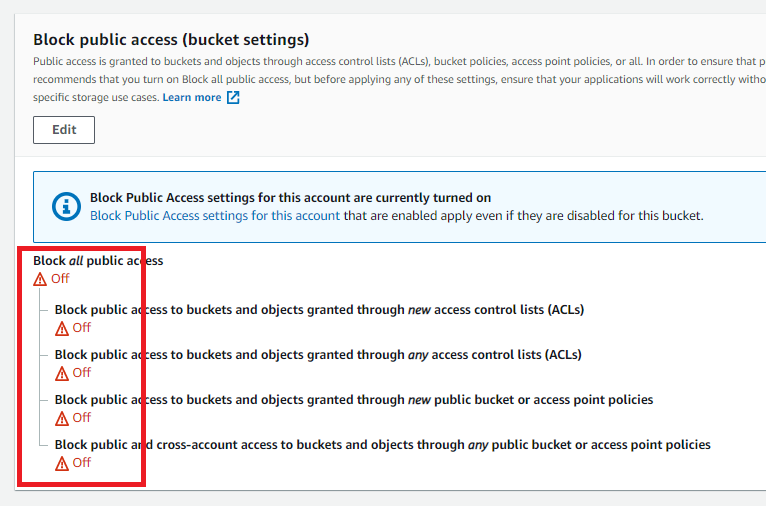 Block public access (bucket settings)
Public access is granted to buckets and objects through access control lists (ACLs), bucket policies, access point policies, or all. In order to ensure that p
recommends that you turn on Block all public access, but before applying any of these settings, ensure that your applications will work correctly witho
specific storage use cases. Learn more
Edit
Block Public Access settings for this account are currently turned on
Block Public Access settings for this account that are enabled apply even if they are disabled for this bucket.
Block all public access
Off
Block public access to buckets and objects granted through new access control lists (ACLs)
Off
Block public access to buckets and objects granted through any access control lists (ACLs)
Off
Block public access to buckets and objects granted through new public bucket or access point policies
Off
Block public and cross-account access to buckets and objects through any public bucket or access point policies
Off